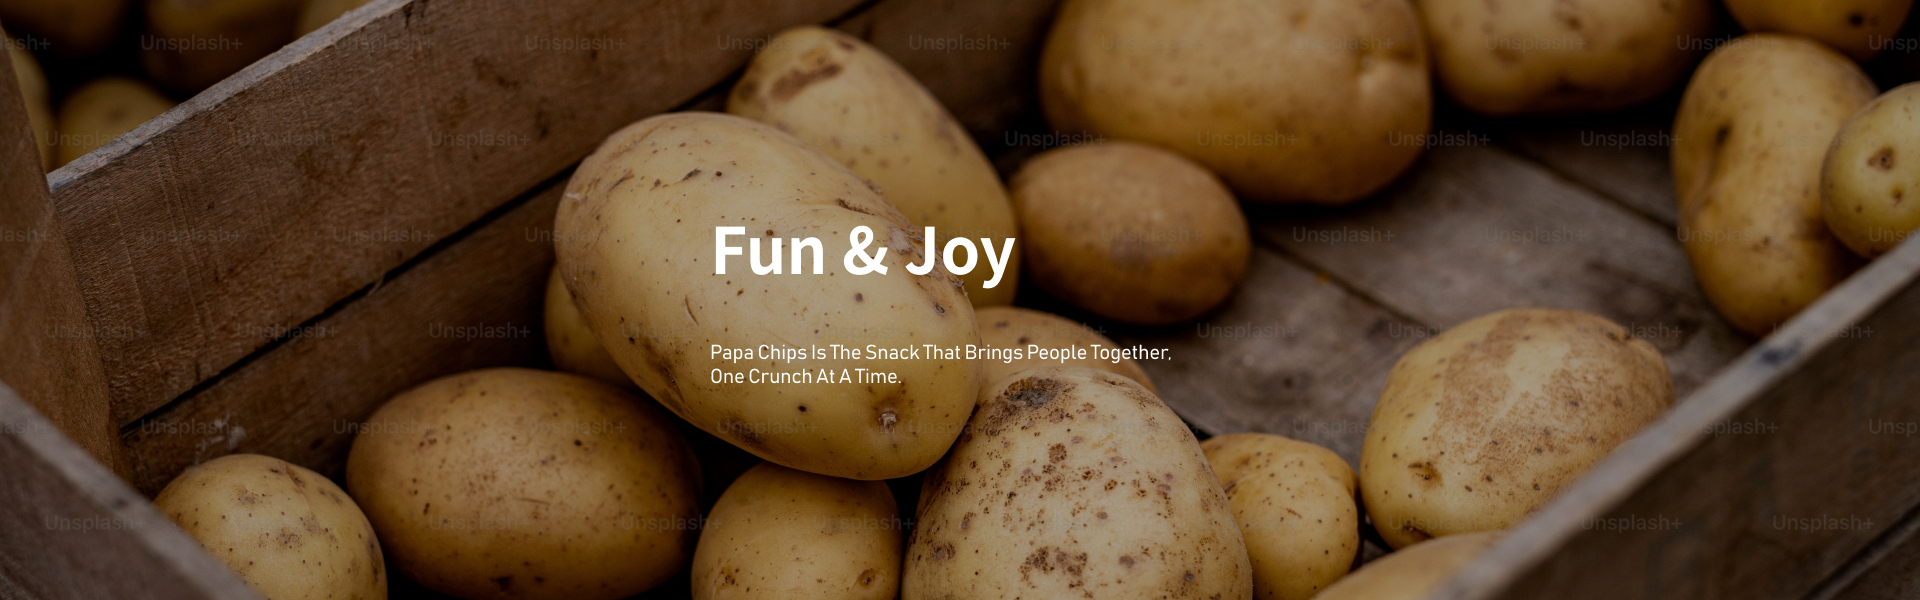 Fun & Joy
Papa Chips Is The Snack That Brings People Together,
One Crunch At A Time.
Unsplash+